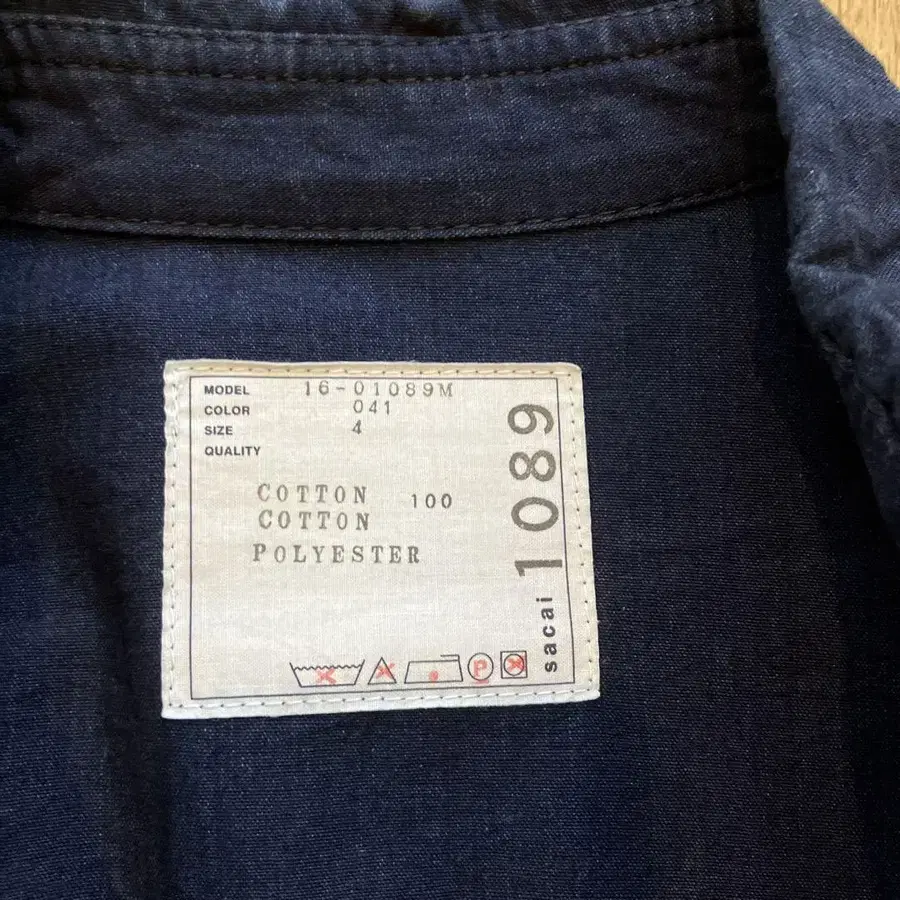 MODEL 16-01089M
COLOR 041
SIZE 4
QUALITY
COTTON 100
COTTON
POLYESTER
P
sacai 1089